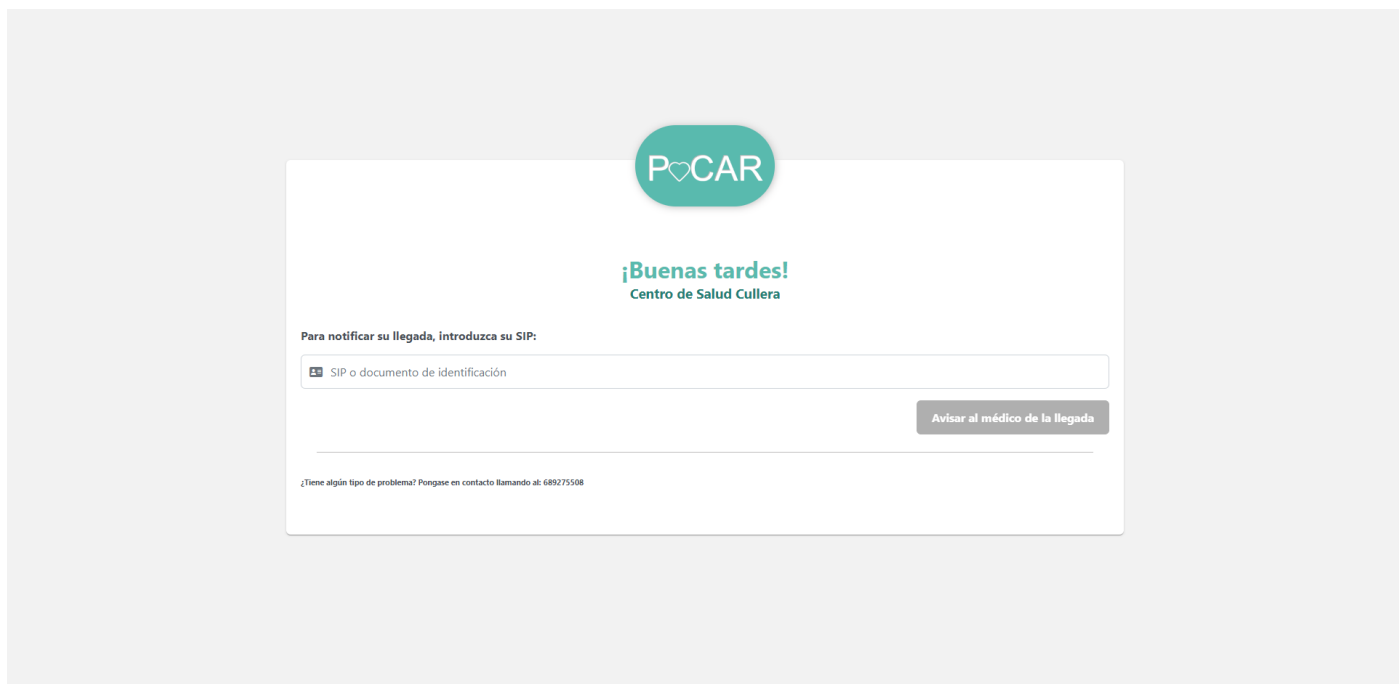 P♡CAR
¡Buenas tardes!
Centro de Salud Cullera
Para notificar su llegada, introduzca su SIP:
SIP o documento de identificación
Avisar al médico de la llegada
¿Tiene algún tipo de problema? Pongase en contacto llamando al: 689275508